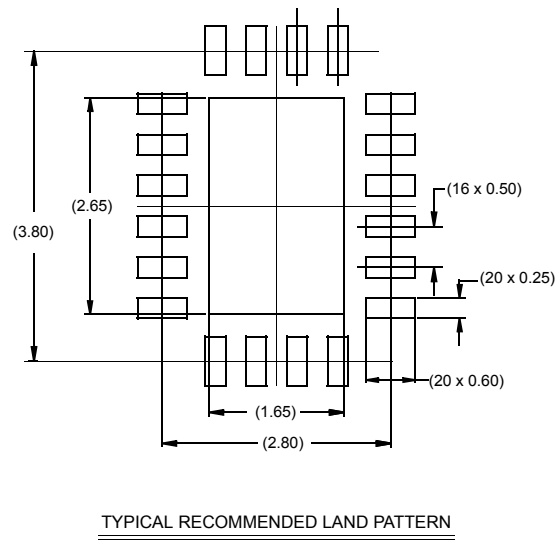 (16 x 0.50)
(2.65)
(3.80)
(20 x 0.25)
(20 x 0.60)
(1.65)
(2.80)
TYPICAL RECOMMENDED LAND PATTERN